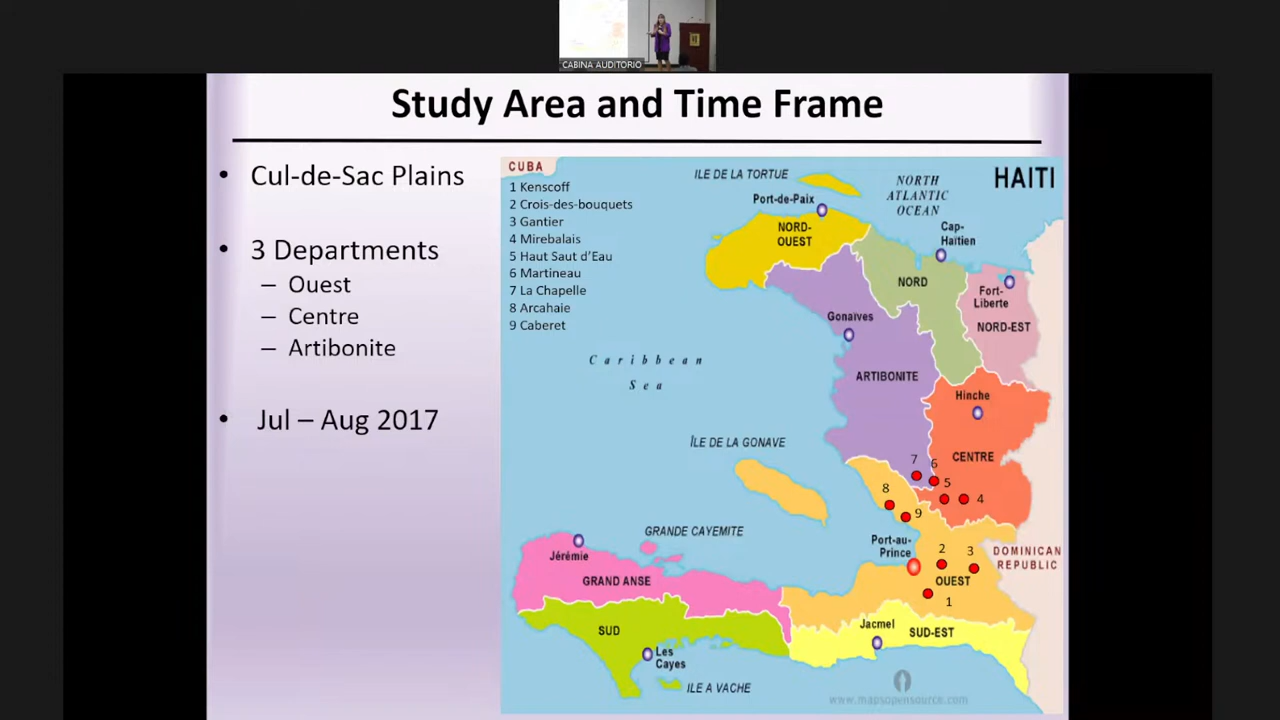 CABINA AUDITORIO
Study Area and Time Frame
• Cul-de-Sac Plains
• 3 Departments
– Ouest
– Centre
– Artibonite
• Jul – Aug 2017
CUBA
1 Kenscoff
2 Crois-des-bouquets
3 Gantier
4 Mirebalais
5 Haut Saut d'Eau
6 Martineau
7 La Chapelle
8 Arcahaie
9 Caberet
HAITI
ILE DE LA TORTUE
NORTH
ATLANTIC
OCEAN
Port-de-Paix
NORD-
OUEST
Cap-
Haïtien
NORD
Fort-
Liberte
NORD-EST
Gonaïves
Caribbean
Sea
ARTIBONITE
Hinche
CENTRE
ÎLE DE LA GONAVE
7
6
5
4
8
9
GRANDE CAYEMITE
Port-au-
Prince
2
3
DOMINICAN
REPUBLIC
Jérémie
GRAND ANSE
OUEST
1
SUD
Jacmel
SUD-EST
Les
Cayes
ILE A VACHE
www.mapsopensource.com